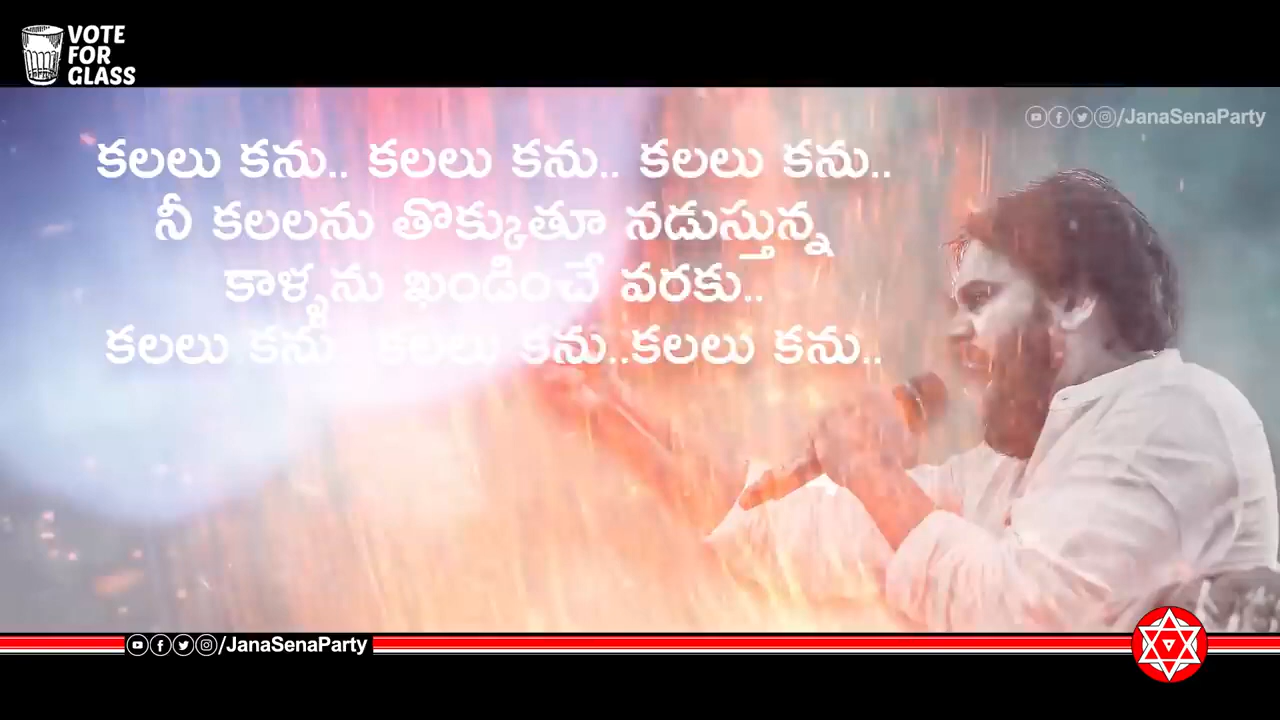 VOTE
FOR
GLASS
/JanaSenaParty
కలలు కను.. కలలు కను.. కలలు కను..
నీ కలలను తొక్కుతూ నడుస్తున్న
కాళ్ళను ఖండించే వరకు..
కలలు కను.. కలలు కను..కలలు కను..
/JanaSenaParty